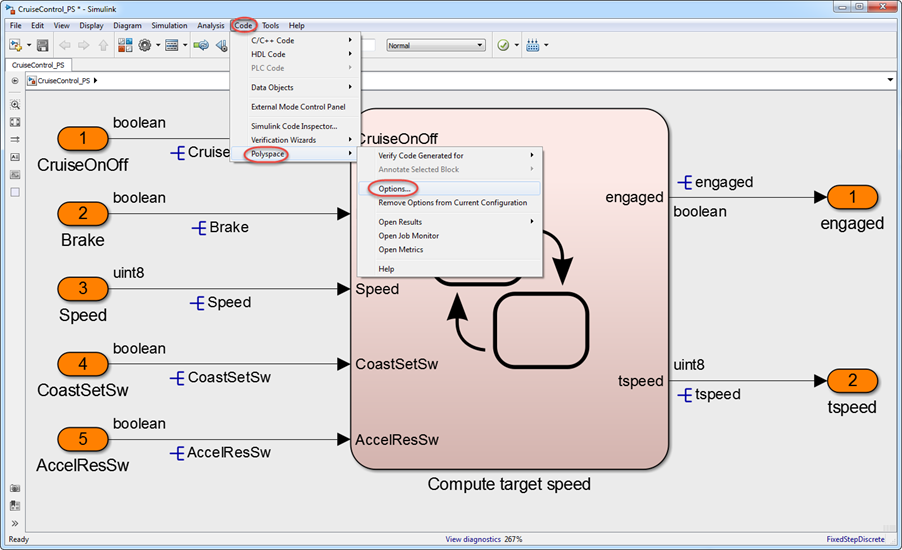 CruiseControl_PS * - Simulink
File Edit View Display Diagram Simulation Analysis Code Tools Help
Normal
CruiseControl_PS
CruiseControl_PS
C/C++ Code
HDL Code
PLC Code
Data Objects
External Mode Control Panel
Simulink Code Inspector...
Verification Wizards
Polyspace
Verify Code Generated for
Annotate Selected Block
Options...
Remove Options from Current Configuration
Open Results
Open Job Monitor
Open Metrics
Help
boolean
1
CruiseOnOff
Cruise
CruiseOnOff
boolean
2
Brake
Brake
uint8
3
Speed
Speed
Speed
boolean
4
CoastSetSw
CoastSetSw
CoastSetSw
boolean
5
AccelResSw
AccelResSw
AccelResSw
engaged
engaged
boolean
1
engaged
tspeed
uint8
tspeed
2
tspeed
Compute target speed
Ready
View diagnostics 267%
FixedStepDiscrete